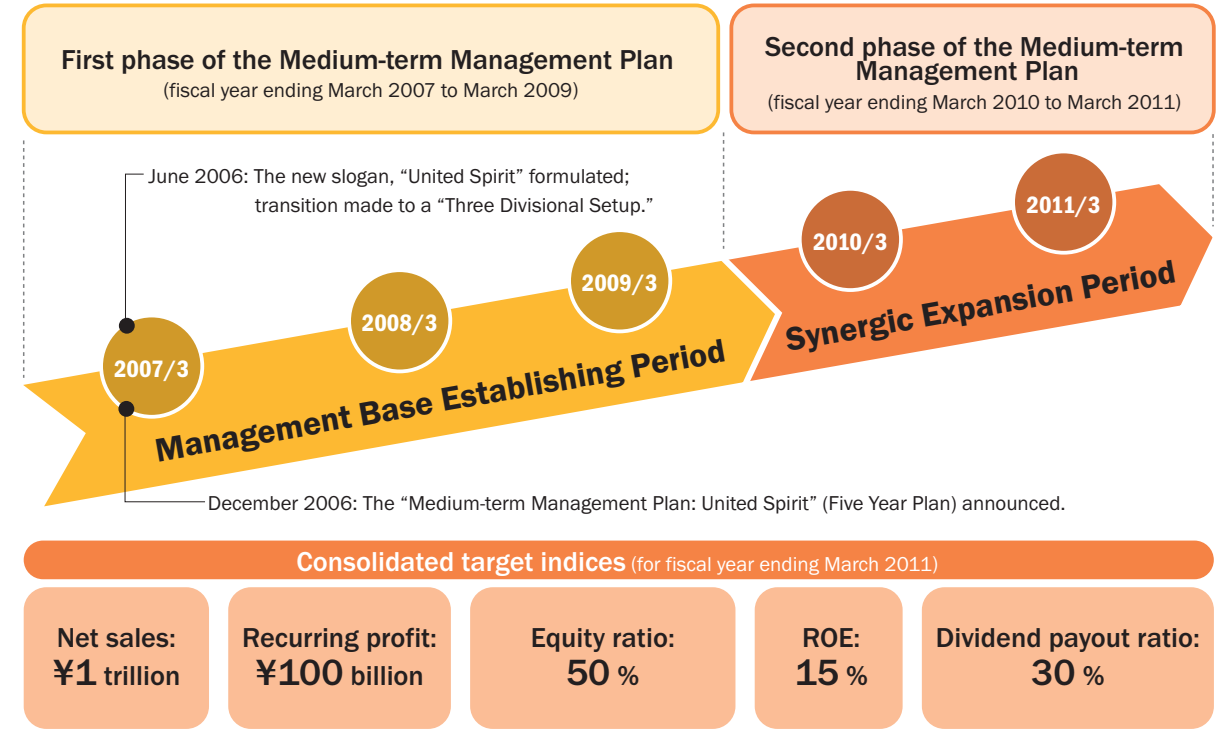 First phase of the Medium-term Management Plan
(fiscal year ending March 2007 to March 2009)
Second phase of the Medium-term
Management Plan
(fiscal year ending March 2010 to March 2011)
June 2006: The new slogan, “United Spirit” formulated;
transition made to a “Three Divisional Setup.”
2007/3
2008/3
2009/3
2010/3
2011/3
Management Base Establishing Period
Synergic Expansion Period
December 2006: The “Medium-term Management Plan: United Spirit” (Five Year Plan) announced.
Consolidated target indices (for fiscal year ending March 2011)
Net sales:
¥1 trillion
Recurring profit:
¥100 billion
Equity ratio:
50 %
ROE:
15 %
Dividend payout ratio:
30 %